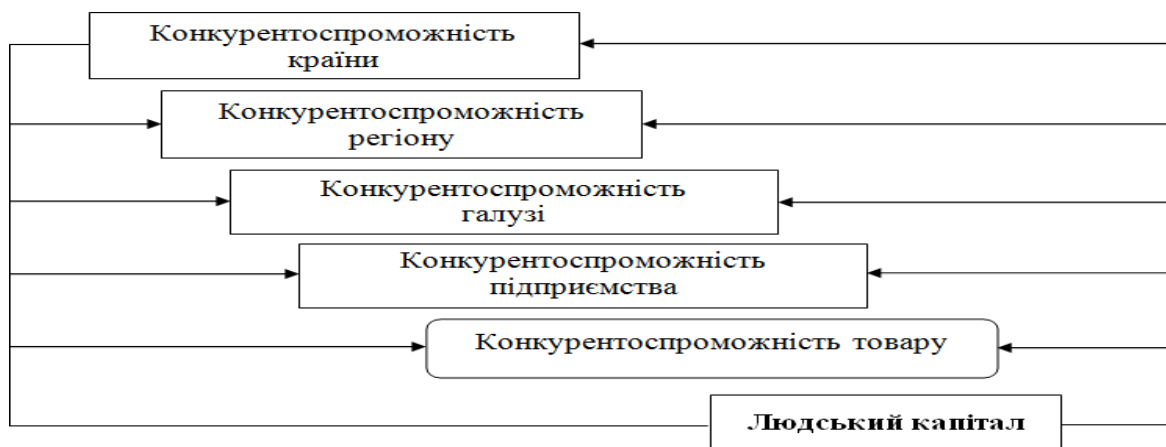 Конкурентоспроможність
країни
Конкурентоспроможність
регіону
Конкурентоспроможність
галузі
Конкурентоспроможність
підприємства
Конкурентоспроможність товару
Людський капітал